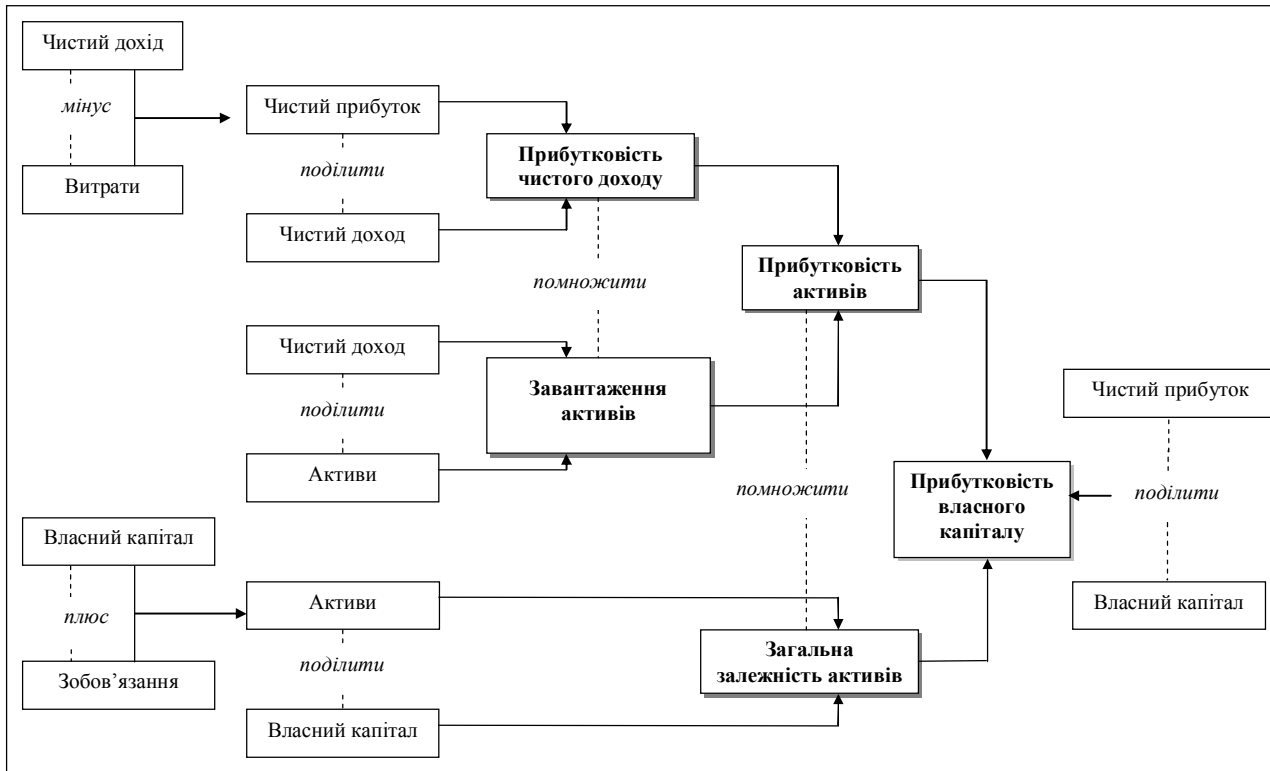 Чистий дохід
мінус
Витрати
Чистий прибуток
поділити
Чистий доход
Прибутковість
чистого доходу
помножити
Чистий доход
поділити
Активи
Завантаження
активів
Прибутковість
активів
помножити
Власний капітал
плюс
Зобов’язання
Активи
поділити
Власний капітал
Загальна
залежність активів
Прибутковість
власного
капіталу
Чистий прибуток
поділити
Власний капітал